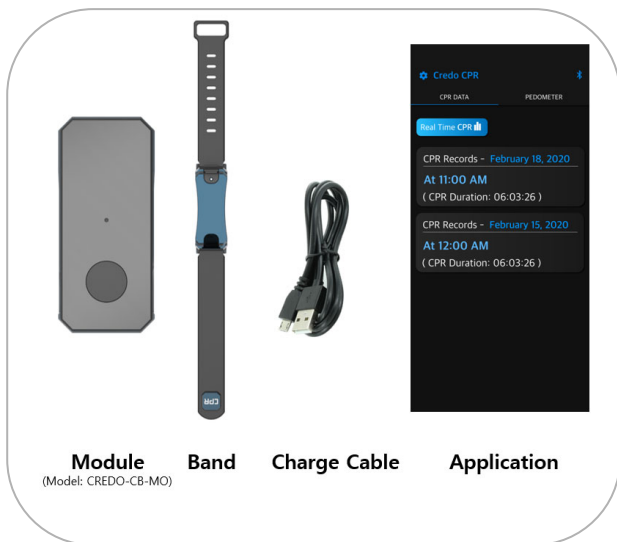 Credo CPR
CPR DATA PEDOMETER
Real Time CPR
CPR Records - February 18, 2020
At 11:00 AM
( CPR Duration: 06:03:26 )
CPR Records - February 15, 2020
At 12:00 AM
( CPR Duration: 06:03:26 )
CPR
Module Band Charge Cable Application
(Model: CREDO-CB-MO)